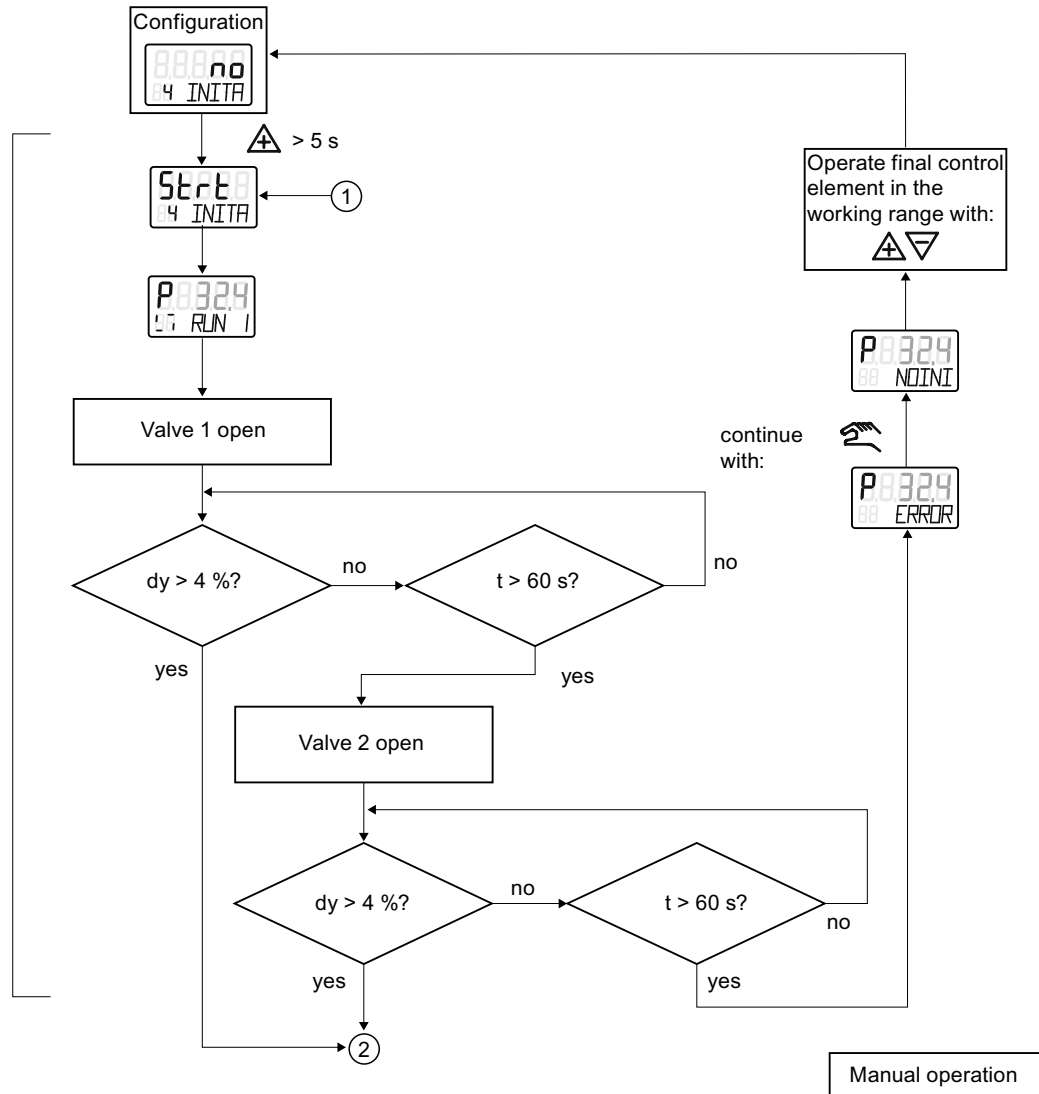 Configuration
no
4 INITA
> 5 s
Strt
4 INITA
1
P 32.4
RUN 1
Valve 1 open
dy > 4 %?
no
t > 60 s?
no
yes
yes
Valve 2 open
dy > 4 %?
no
t > 60 s?
no
yes
yes
2
Operate final control
element in the
working range with:
P 32.4
NOINI
continue
with:
P 32.4
ERROR
Manual operation